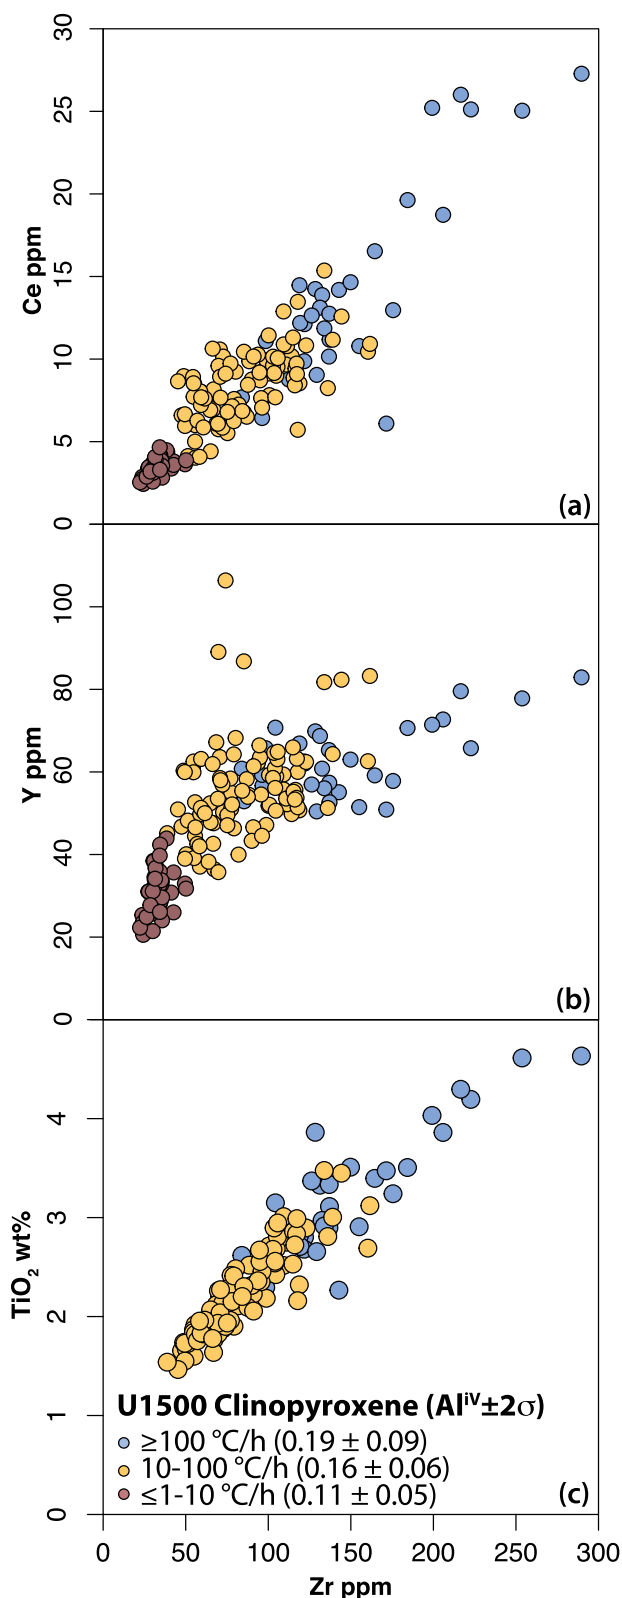 30
25
20
15
10
5
0
Ce ppm
(a)
100
80
60
40
20
0
Y ppm
(b)
4
3
2
1
0
TiO₂ wt%
U1500 Clinopyroxene (Alⁱⱽ±2σ)
≥100 °C/h (0.19 ± 0.09)
10-100 °C/h (0.16 ± 0.06)
≤1-10 °C/h (0.11 ± 0.05)
(c)
0 50 100 150 200 250 300
Zr ppm